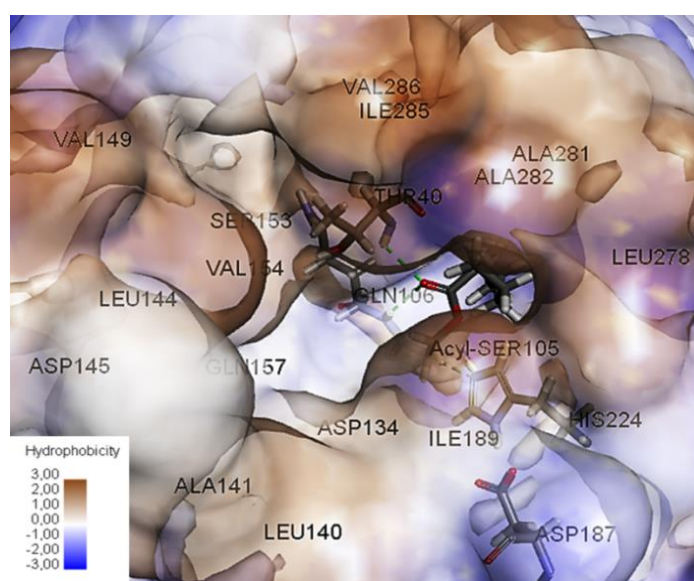 VAL286
ILE285
VAL149
ALA281
ALA282
THR40
SER153
LEU278
VAL154
GLN106
LEU144
Acyl-SER105
ASP145
GLN157
HIS224
ASP134
ILE189
Hydrophobicity
3,00
2,00
1,00
0,00
-1,00
-2,00
-3,00
ALA141
LEU140
ASP187